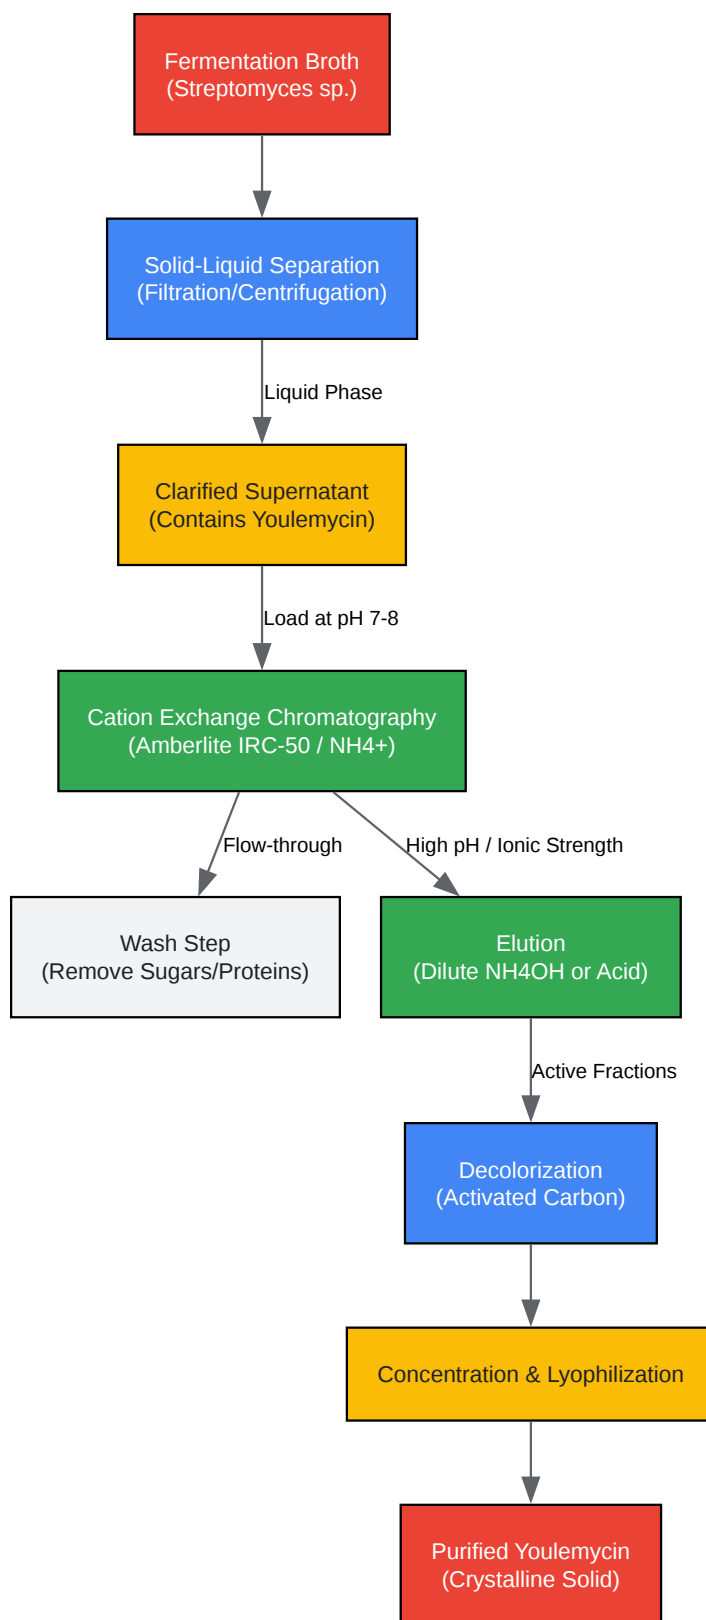 Fermentation Broth
(Streptomyces sp.)
Solid-Liquid Separation
(Filtration/Centrifugation)
Liquid Phase
Clarified Supernatant
(Contains Youlemycin)
Load at pH 7-8
Cation Exchange Chromatography
(Amberlite IRC-50 / NH4+)
Flow-through
High pH / Ionic Strength
Wash Step
(Remove Sugars/Proteins)
Elution
(Dilute NH4OH or Acid)
Active Fractions
Decolorization
(Activated Carbon)
Concentration & Lyophilization
Purified Youlemycin
(Crystalline Solid)